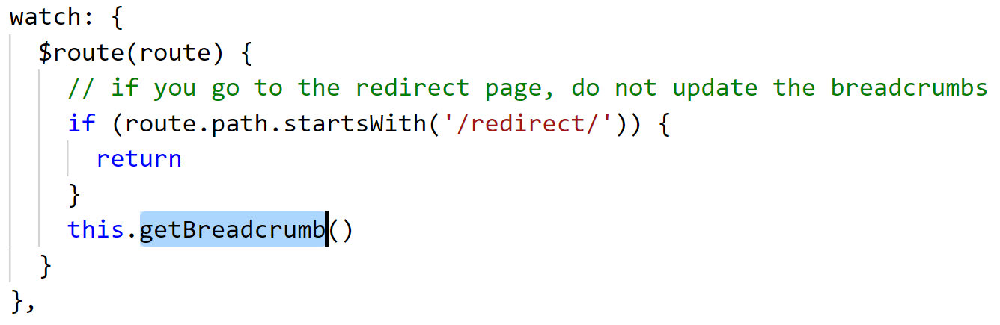 watch: {
  $route(route) {
    // if you go to the redirect page, do not update the breadcrumbs
    if (route.path.startsWith('/redirect/')) {
      return
    }
    this.getBreadcrumb()
  }
},